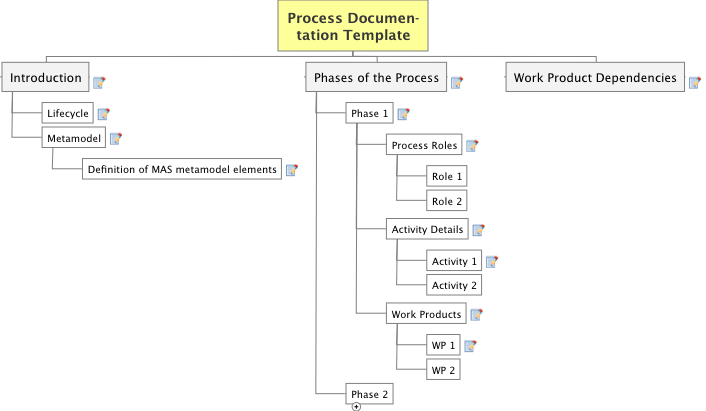 Process Documen-
tation Template
Introduction
Phases of the Process
Work Product Dependencies
Lifecycle
Metamodel
Definition of MAS metamodel elements
Phase 1
Process Roles
Role 1
Role 2
Activity Details
Activity 1
Activity 2
Work Products
WP 1
WP 2
Phase 2